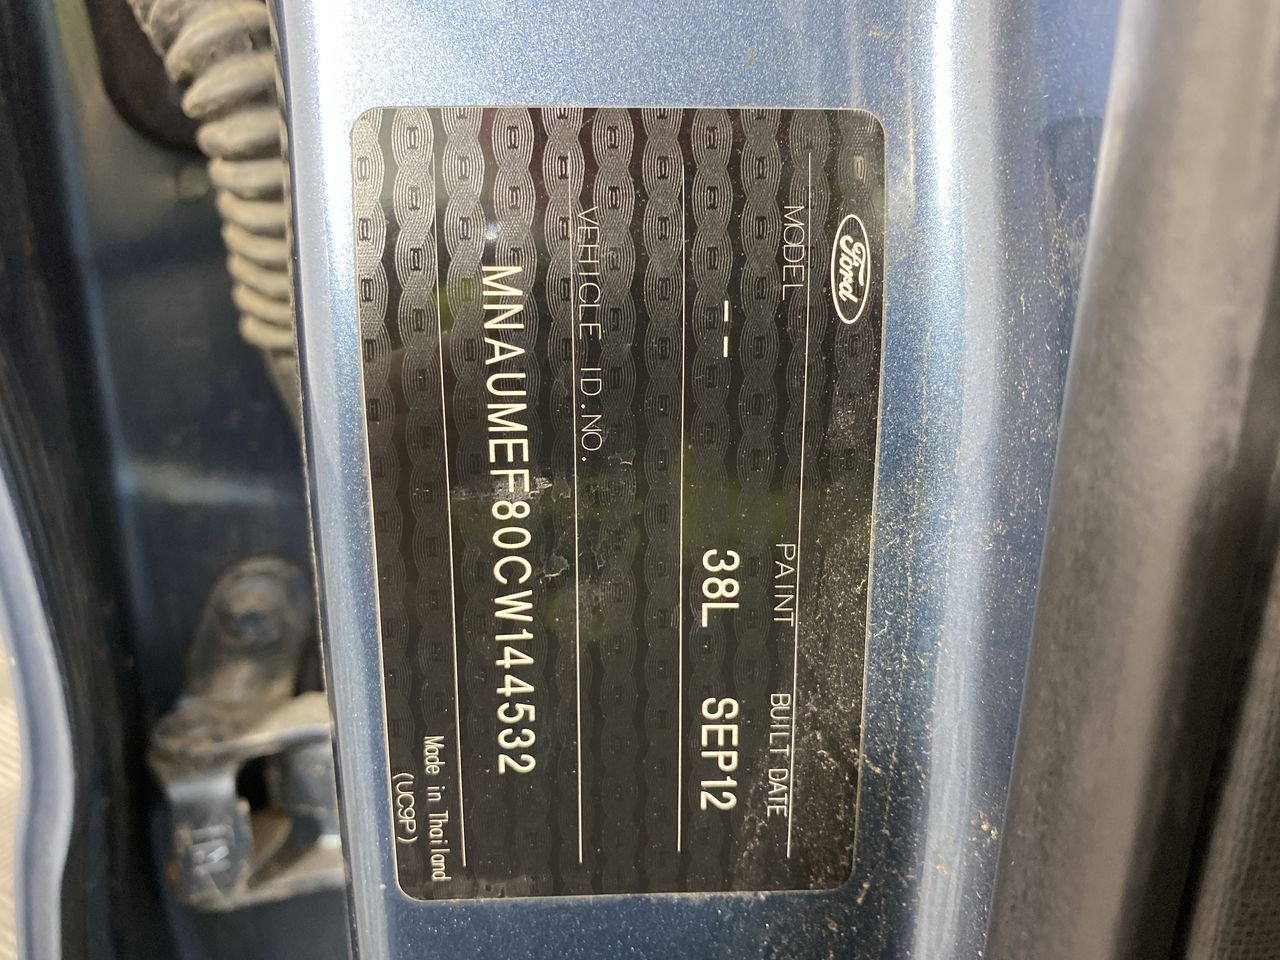 Ford
MODEL PAINT BUILT DATE
-- 38L SEP12
VEHICLE ID.NO.
MNAUMEF80CW144532
Made in Thailand
(UC9P)